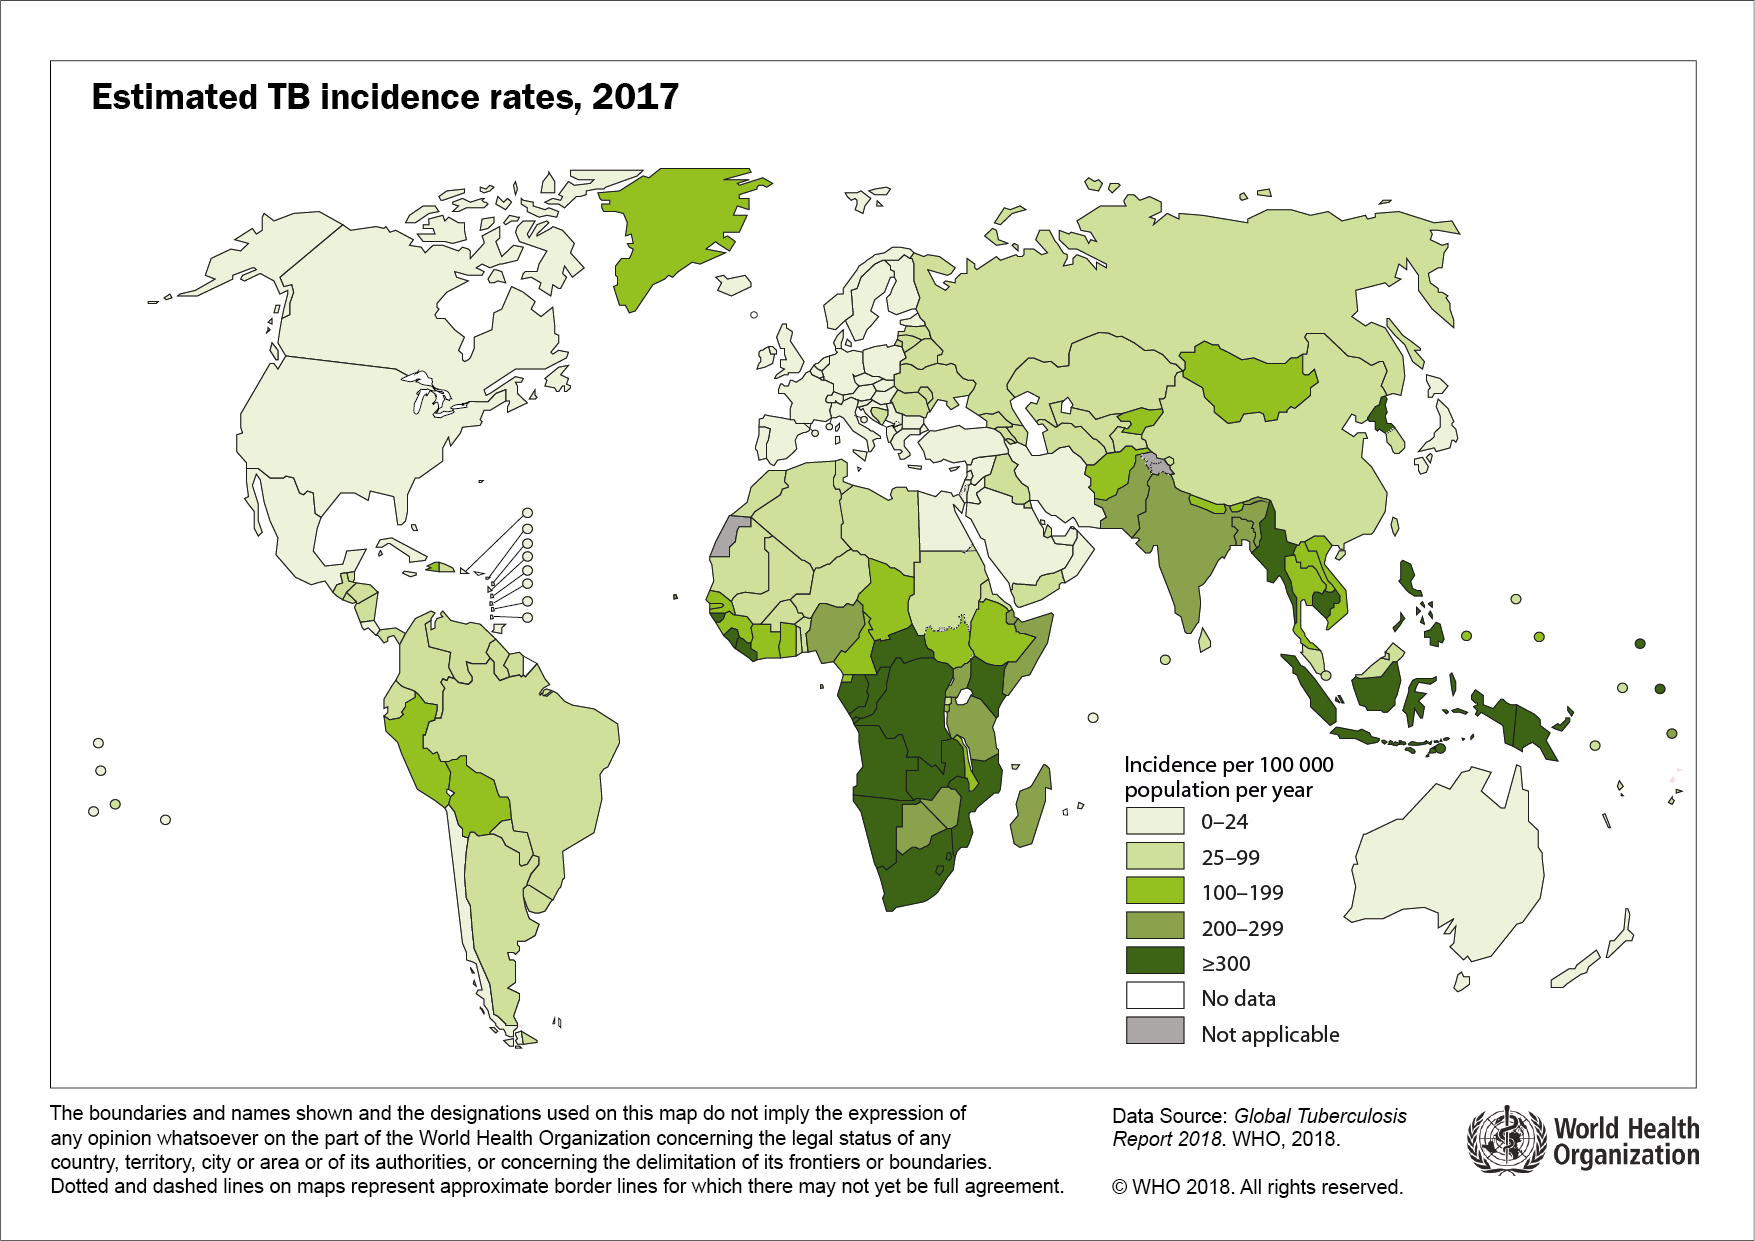 Estimated TB incidence rates, 2017
Incidence per 100 000
population per year
0–24
25–99
100–199
200–299
≥300
No data
Not applicable
The boundaries and names shown and the designations used on this map do not imply the expression of
any opinion whatsoever on the part of the World Health Organization concerning the legal status of any
country, territory, city or area or of its authorities, or concerning the delimitation of its frontiers or boundaries.
Dotted and dashed lines on maps represent approximate border lines for which there may not yet be full agreement.
Data Source: Global Tuberculosis
Report 2018. WHO, 2018.
© WHO 2018. All rights reserved.
World Health
Organization